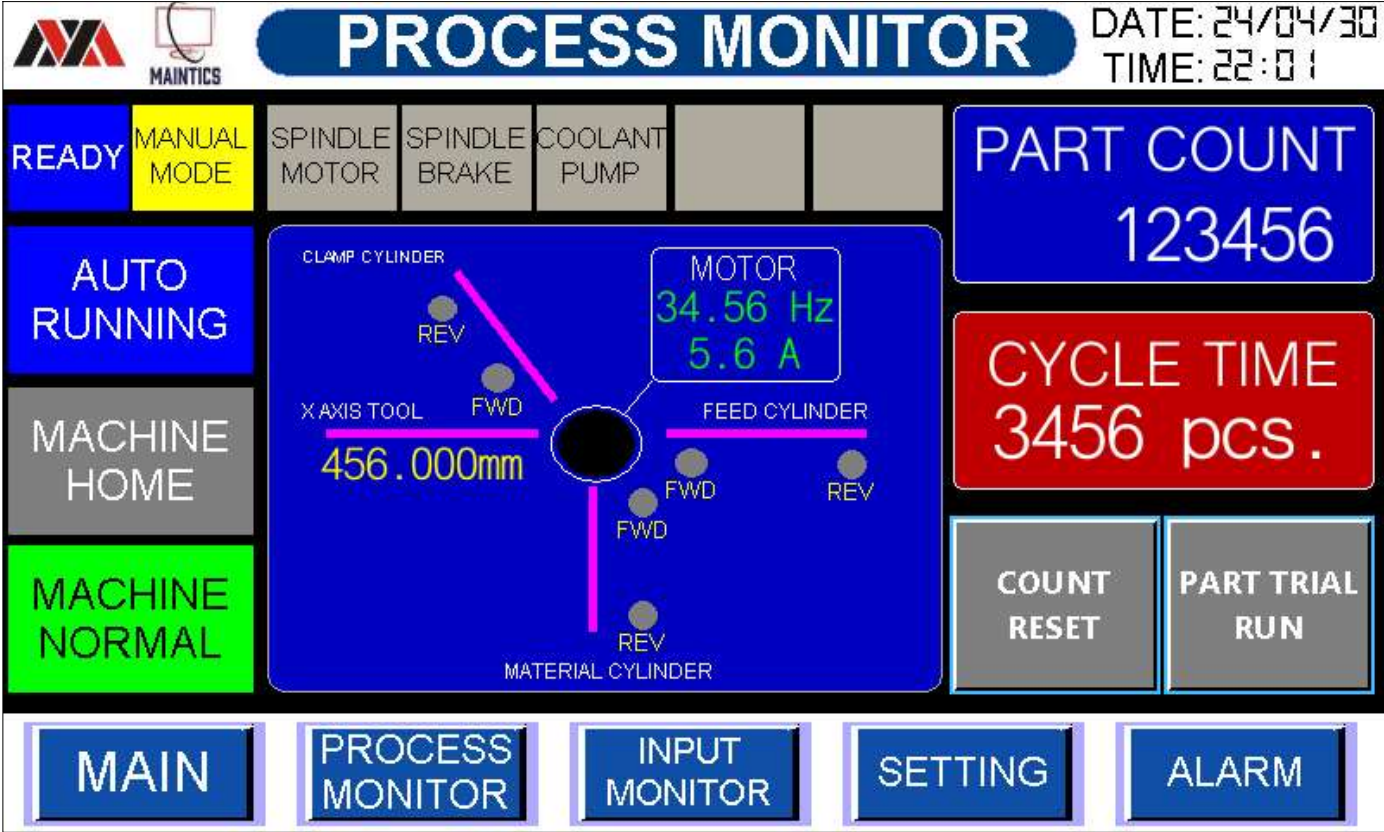 MAINTICS
PROCESS MONITOR
DATE: 24/04/30
TIME: 22:01
READY
MANUAL
MODE
SPINDLE
MOTOR
SPINDLE
BRAKE
COOLANT
PUMP
PART COUNT
123456
AUTO
RUNNING
CLAMP CYLINDER
REV
FWD
MOTOR
34.56 Hz
5.6 A
CYCLE TIME
3456 pcs.
MACHINE
HOME
X AXIS TOOL
456.000mm
FEED CYLINDER
FWD
REV
FWD
REV
MATERIAL CYLINDER
MACHINE
NORMAL
COUNT
RESET
PART TRIAL
RUN
MAIN
PROCESS
MONITOR
INPUT
MONITOR
SETTING
ALARM